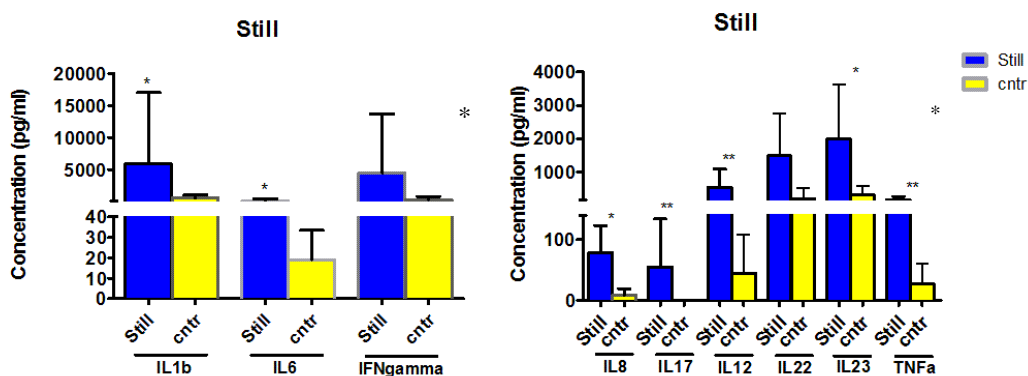 Still
Concentration (pg/ml)
20000
15000
10000
5000
40
30
20
10
0
*
*
*
Still
cntr
Still
cntr
Still
cntr
IL1b
IL6
IFNgamma
Still
Concentration (pg/ml)
4000
3000
2000
1000
100
0
*
**
**
*
**
*
Still
cntr
Still
cntr
Still
cntr
Still
cntr
Still
cntr
Still
cntr
IL8
IL17
IL12
IL22
IL23
TNFa
Still
cntr